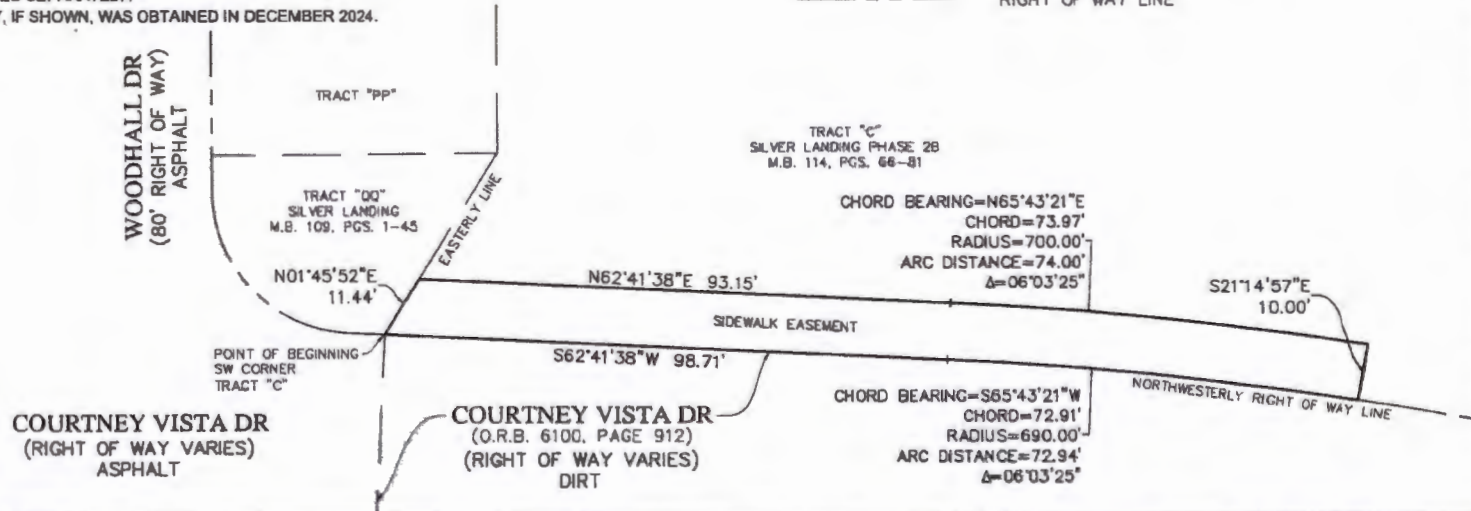 Y, IF SHOWN, WAS OBTAINED IN DECEMBER 2024.
RIGHT OF WAY LINE
WOODHALL DR
(80' RIGHT OF WAY)
ASPHALT
TRACT "PP"
TRACT "QQ"
SILVER LANDING
M.B. 109, PGS. 1-45
EASTERLY LINE
TRACT "C"
SILVER LANDING PHASE 2B
M.B. 114, PGS. 66-81
CHORD BEARING=N65°43'21"E
CHORD=73.97'
RADIUS=700.00'
ARC DISTANCE=74.00'
Δ=06°03'25"
N01°45'52"E
11.44'
N62°41'38"E 93.15'
S21°14'57"E
10.00'
SIDEWALK EASEMENT
POINT OF BEGINNING
SW CORNER
TRACT "C"
S62°41'38"W 98.71'
NORTHWESTERLY RIGHT OF WAY LINE
CHORD BEARING=S65°43'21"W
CHORD=72.91'
RADIUS=690.00'
ARC DISTANCE=72.94'
Δ=06°03'25"
COURTNEY VISTA DR
(RIGHT OF WAY VARIES)
ASPHALT
COURTNEY VISTA DR
(O.R.B. 6100, PAGE 912)
(RIGHT OF WAY VARIES)
DIRT